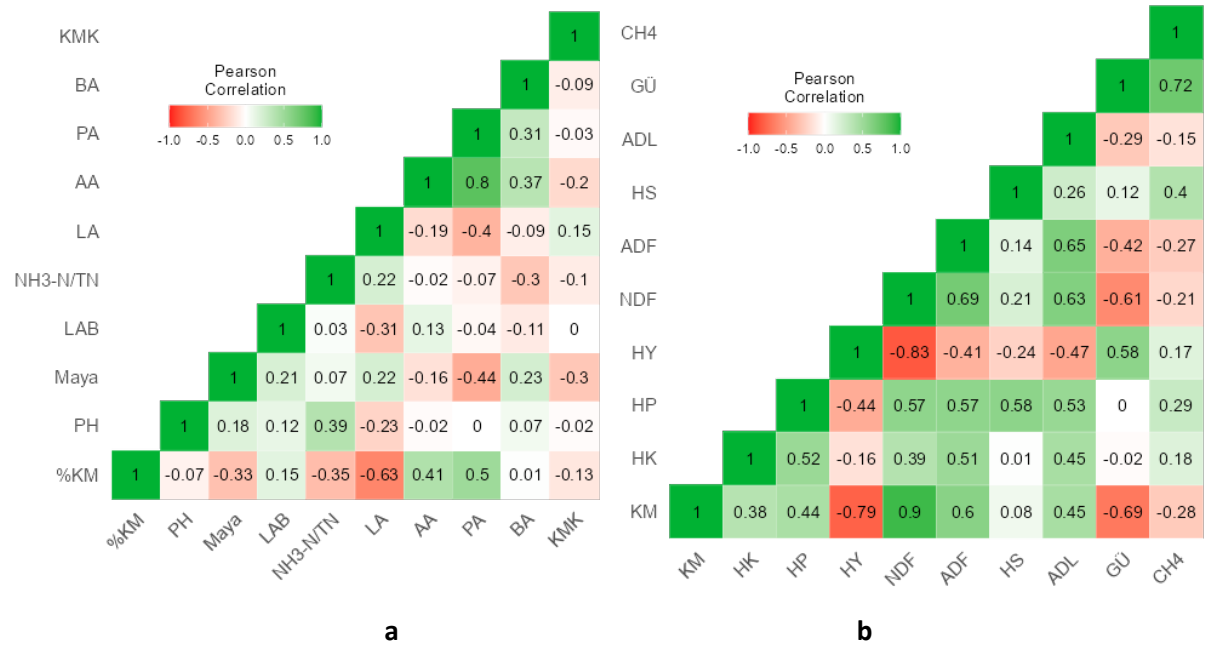 KMK 1
BA 1 -0.09
Pearson
Correlation
-1.0 -0.5 0.0 0.5 1.0
PA 1 0.31 -0.03
AA 1 0.8 0.37 -0.2
LA 1 -0.19 -0.4 -0.09 0.15
NH3-N/TN 1 0.22 -0.02 -0.07 -0.3 -0.1
LAB 1 0.03 -0.31 0.13 -0.04 -0.11 0
Maya 1 0.21 0.07 0.22 -0.16 -0.44 0.23 -0.3
PH 1 0.18 0.12 0.39 -0.23 -0.02 0 0.07 -0.02
%KM 1 -0.07 -0.33 0.15 -0.35 -0.63 0.41 0.5 0.01 -0.13
%KM PH Maya LAB NH3-N/TN LA AA PA BA KMK
a
CH4 1
GÜ 1 0.72
Pearson
Correlation
-1.0 -0.5 0.0 0.5 1.0
ADL 1 -0.29 -0.15
HS 1 0.26 0.12 0.4
ADF 1 0.14 0.65 -0.42 -0.27
NDF 1 0.69 0.21 0.63 -0.61 -0.21
HY 1 -0.83 -0.41 -0.24 -0.47 0.58 0.17
HP 1 -0.44 0.57 0.57 0.58 0.53 0 0.29
HK 1 0.52 -0.16 0.39 0.51 0.01 0.45 -0.02 0.18
KM 1 0.38 0.44 -0.79 0.9 0.6 0.08 0.45 -0.69 -0.28
KM HK HP HY NDF ADF HS ADL GÜ CH4
b